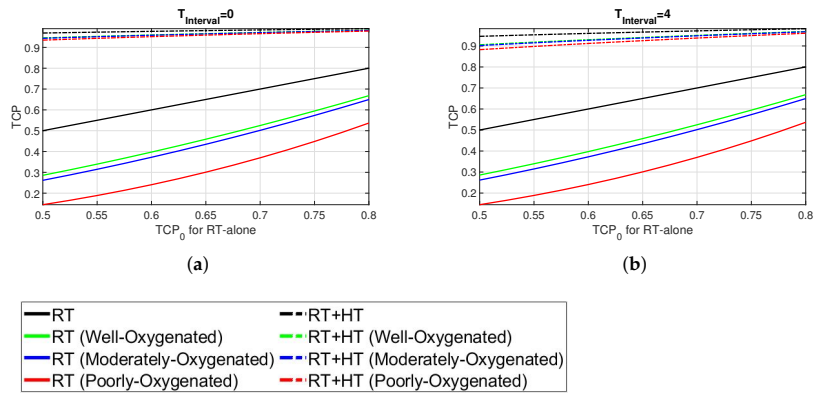 T_Interval=0
TCP
0.9
0.8
0.7
0.6
0.5
0.4
0.3
0.2
0.5 0.55 0.6 0.65 0.7 0.75 0.8
TCP_0 for RT-alone
(a)
T_Interval=4
TCP
0.9
0.8
0.7
0.6
0.5
0.4
0.3
0.2
0.5 0.55 0.6 0.65 0.7 0.75 0.8
TCP_0 for RT-alone
(b)
RT
RT (Well-Oxygenated)
RT (Moderately-Oxygenated)
RT (Poorly-Oxygenated)
RT+HT
RT+HT (Well-Oxygenated)
RT+HT (Moderately-Oxygenated)
RT+HT (Poorly-Oxygenated)